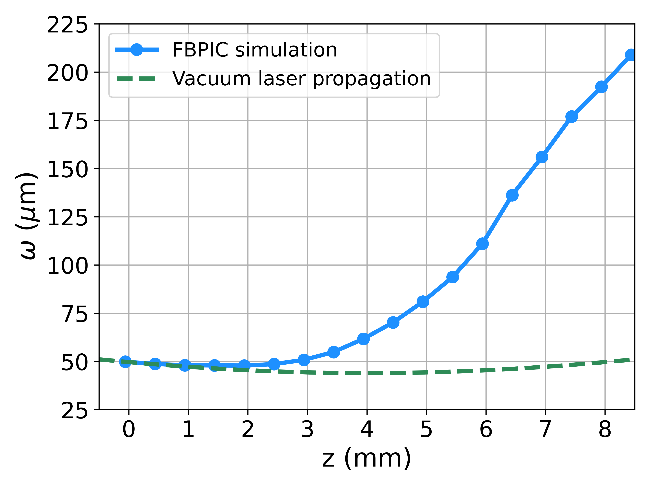 225
200
175
150
125
100
75
50
25
ω (μm)
FBPIC simulation
Vacuum laser propagation
0 1 2 3 4 5 6 7 8
z (mm)